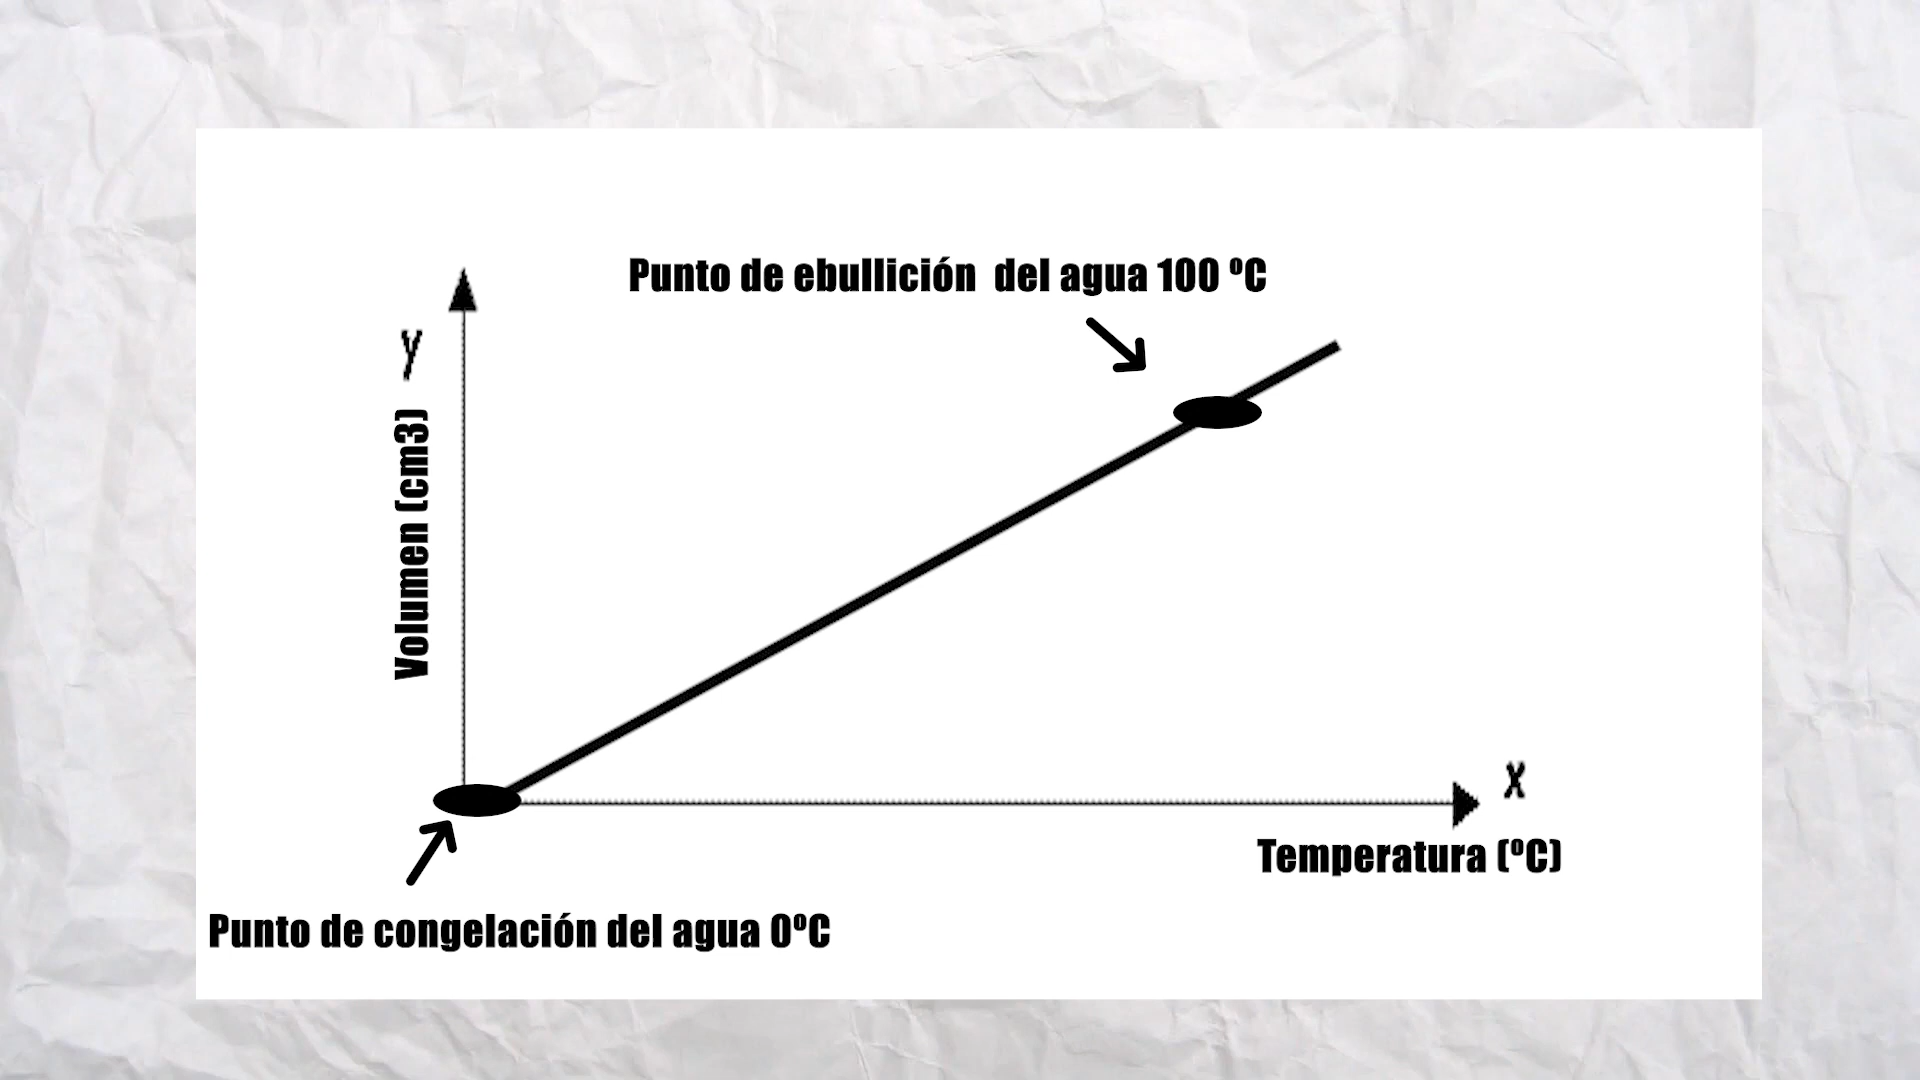 Punto de ebullición del agua 100 ºC
y
Volumen (cm3)
x
Temperatura (ºC)
Punto de congelación del agua 0ºC